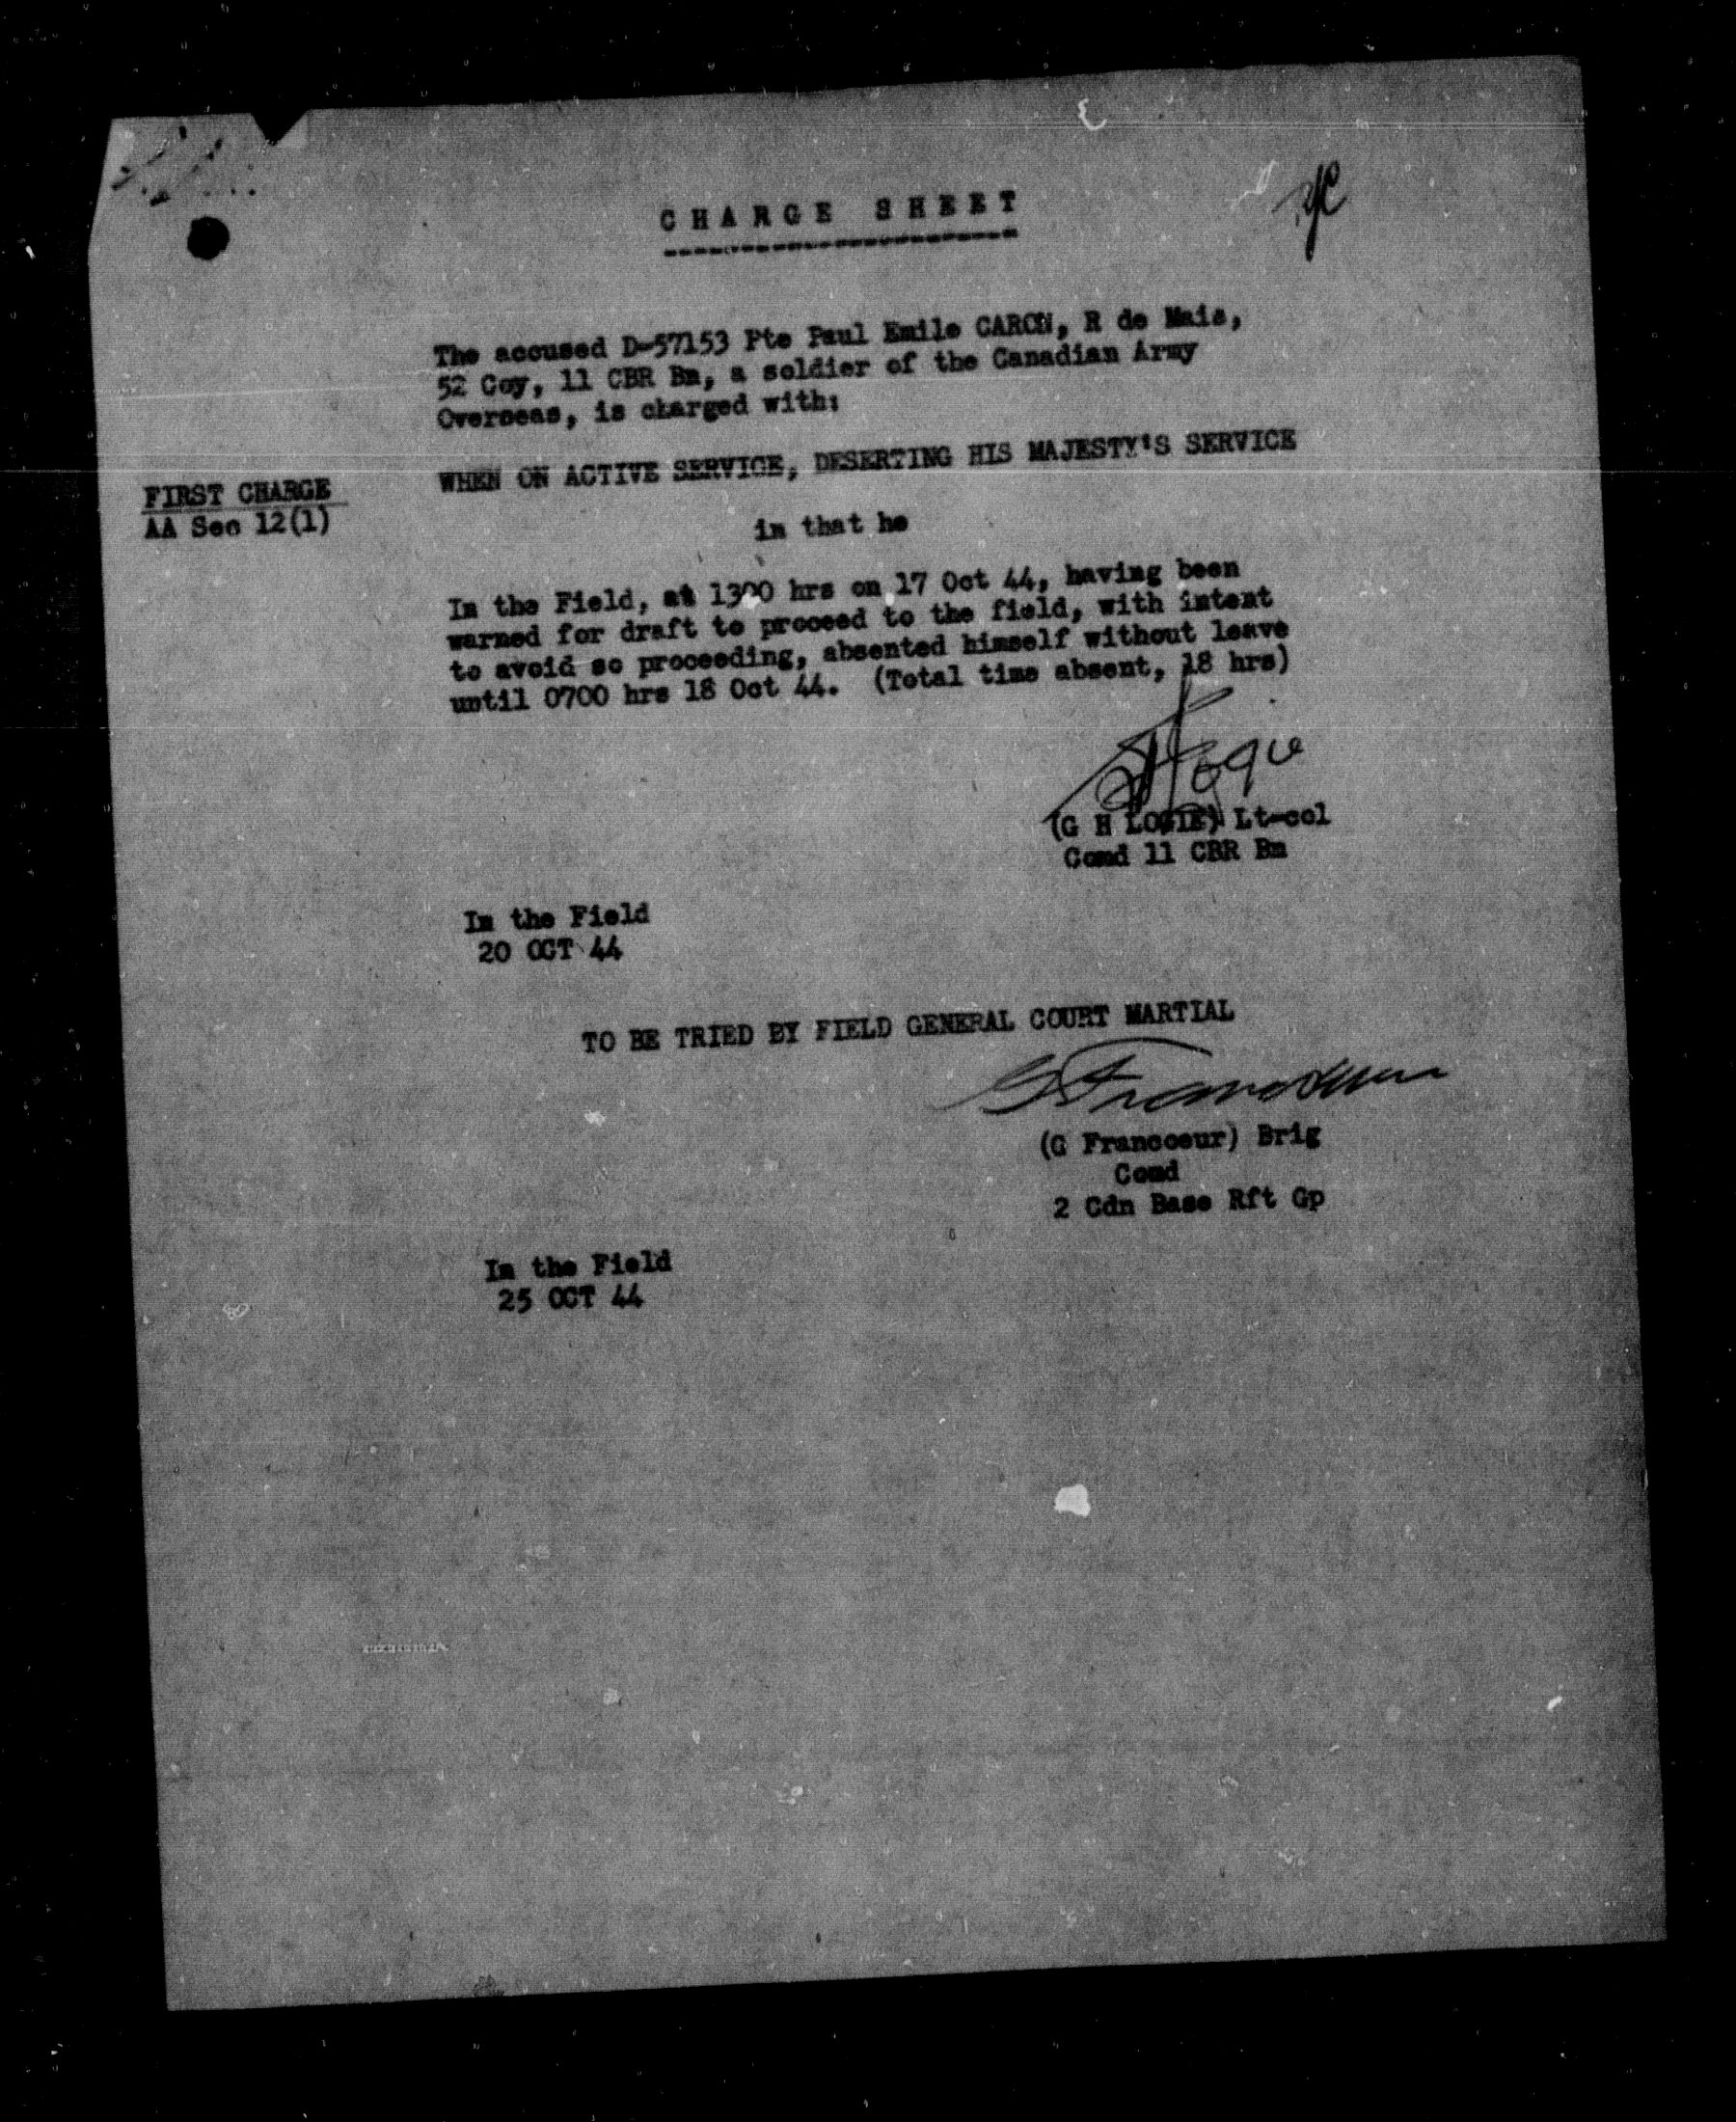 CHARGE SHEET
The accused D-57153 Pte Paul Emile CARON, R de Mais,
52 Coy, 11 CBR Bn, a soldier of the Canadian Army
Overseas, is charged with:
FIRST CHARGE
AA Sec 12(1)
WHEN ON ACTIVE SERVICE, DESERTING HIS MAJESTY'S SERVICE
in that he
In the Field, at 1300 hrs on 17 Oct 44, having been
warned for draft to proceed to the field, with intent
to avoid so proceeding, absented himself without leave
until 0700 hrs 18 Oct 44. (Total time absent, 18 hrs)
(G H LOGIE) Lt-col
Comd 11 CBR Bn
In the Field
20 OCT 44
TO BE TRIED BY FIELD GENERAL COURT MARTIAL
G Francoeur
(G Francoeur) Brig
Comd
2 Cdn Base Rft Gp
In the Field
25 OCT 44